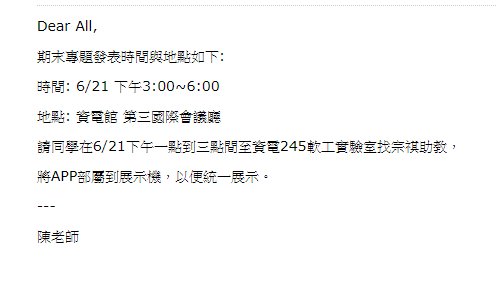 Dear All,
期末專題發表時間與地點如下:
時間: 6/21 下午3:00~6:00
地點: 資電館 第三國際會議廳
請同學在6/21下午一點到三點間至資電245軟工實驗室找宗祺助教，
將APP部屬到展示機，以便統一展示。
---
陳老師